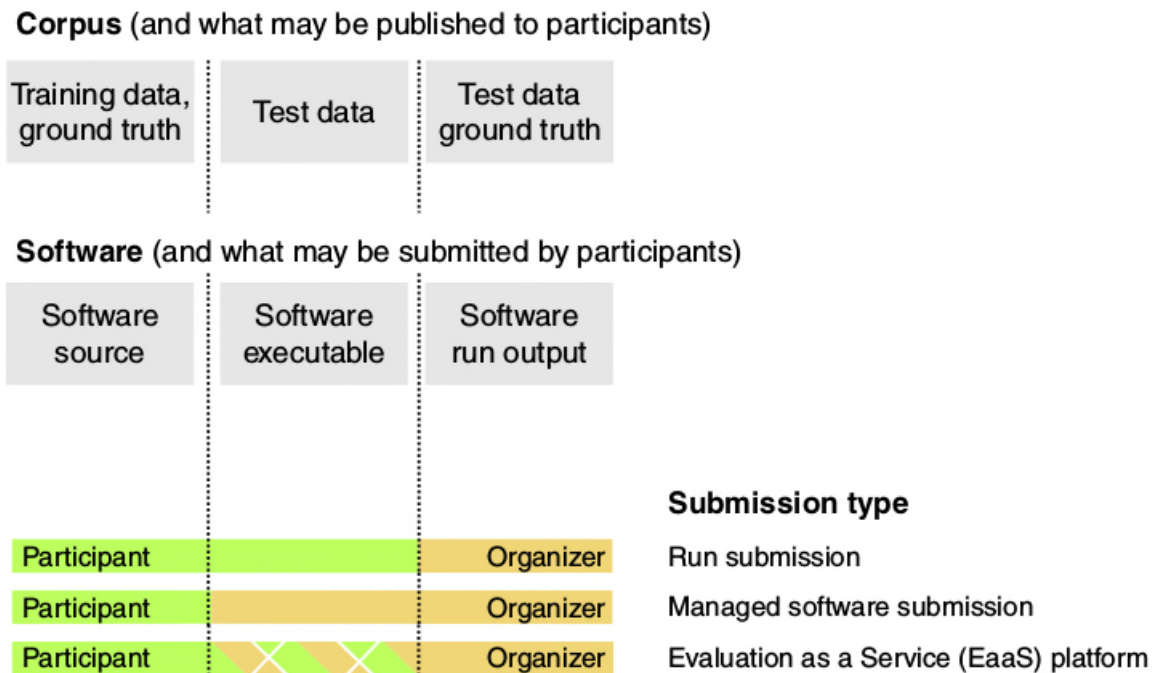 Corpus (and what may be published to participants)
Training data,
ground truth
Test data
Test data
ground truth
Software (and what may be submitted by participants)
Software
source
Software
executable
Software
run output
Submission type
Participant Organizer Run submission
Participant Organizer Managed software submission
Participant Organizer Evaluation as a Service (EaaS) platform